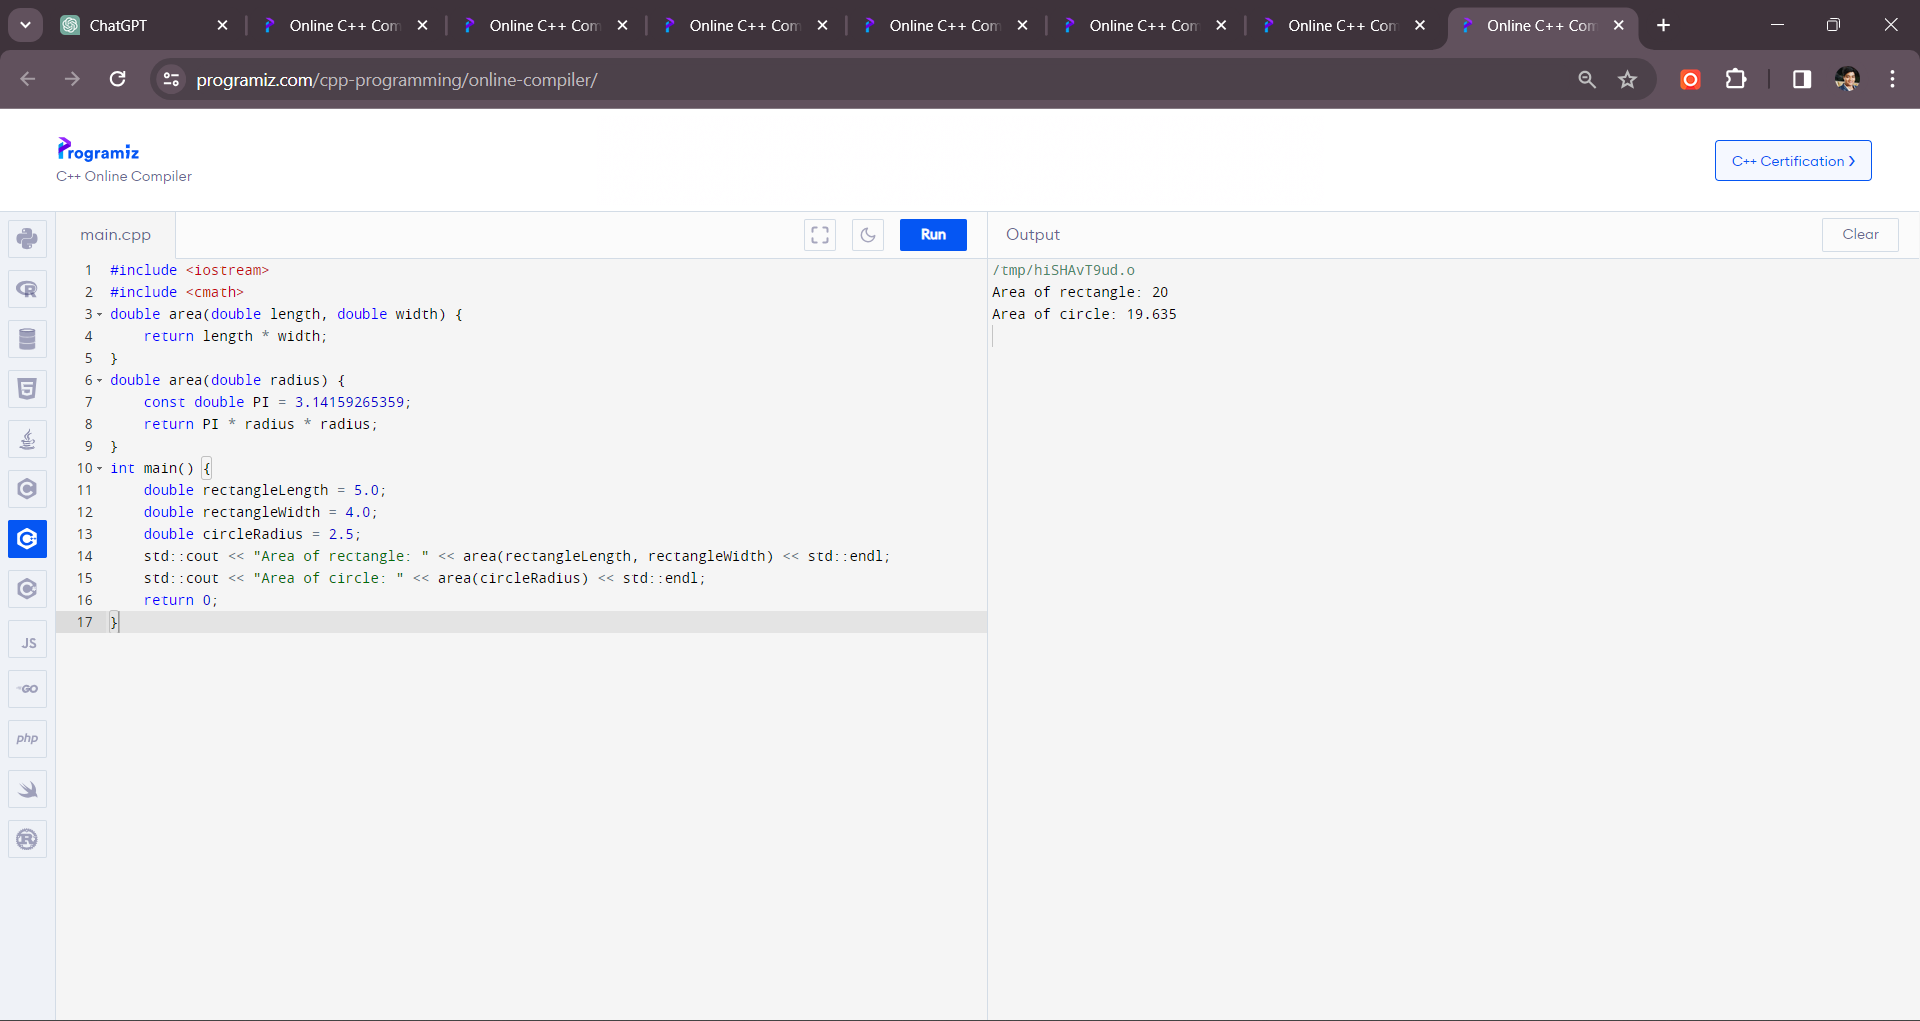 ChatGPT
Online C++ Com
Online C++ Com
Online C++ Com
Online C++ Com
Online C++ Com
Online C++ Com
Online C++ Com
programiz.com/cpp-programming/online-compiler/
Programiz
C++ Online Compiler
C++ Certification
main.cpp
Run
Output
Clear
1 #include <iostream>
2 #include <cmath>
3 double area(double length, double width) {
4     return length * width;
5 }
6 double area(double radius) {
7     const double PI = 3.14159265359;
8     return PI * radius * radius;
9 }
10 int main() {
11     double rectangleLength = 5.0;
12     double rectangleWidth = 4.0;
13     double circleRadius = 2.5;
14     std::cout << "Area of rectangle: " << area(rectangleLength, rectangleWidth) << std::endl;
15     std::cout << "Area of circle: " << area(circleRadius) << std::endl;
16     return 0;
17 }
/tmp/hiSHAvT9ud.o
Area of rectangle: 20
Area of circle: 19.635
R
5
C
C
C
JS
GO
php
R